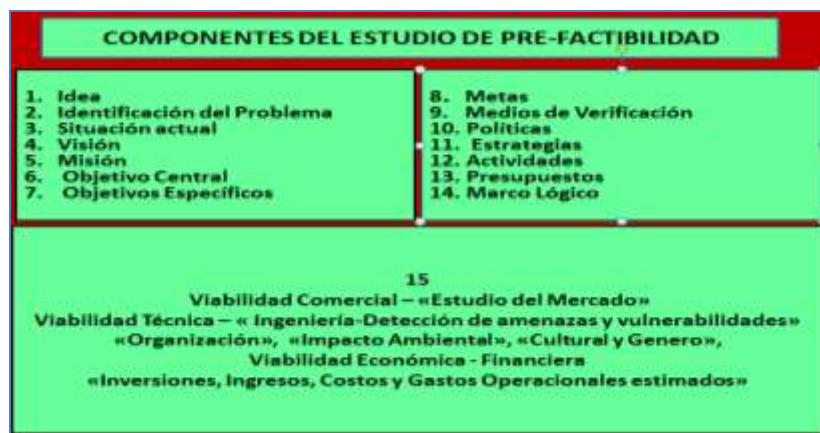 COMPONENTES DEL ESTUDIO DE PRE-FACTIBILIDAD
1. Idea
2. Identificación del Problema
3. Situación actual
4. Visión
5. Misión
6. Objetivo Central
7. Objetivos Específicos
8. Metas
9. Medios de Verificación
10. Políticas
11. Estrategias
12. Actividades
13. Presupuestos
14. Marco Lógico
15
Viabilidad Comercial – «Estudio del Mercado»
Viabilidad Técnica – « Ingeniería-Detección de amenazas y vulnerabilidades»
«Organización», «Impacto Ambiental», «Cultural y Genero»,
Viabilidad Económica - Financiera
«Inversiones, Ingresos, Costos y Gastos Operacionales estimados»